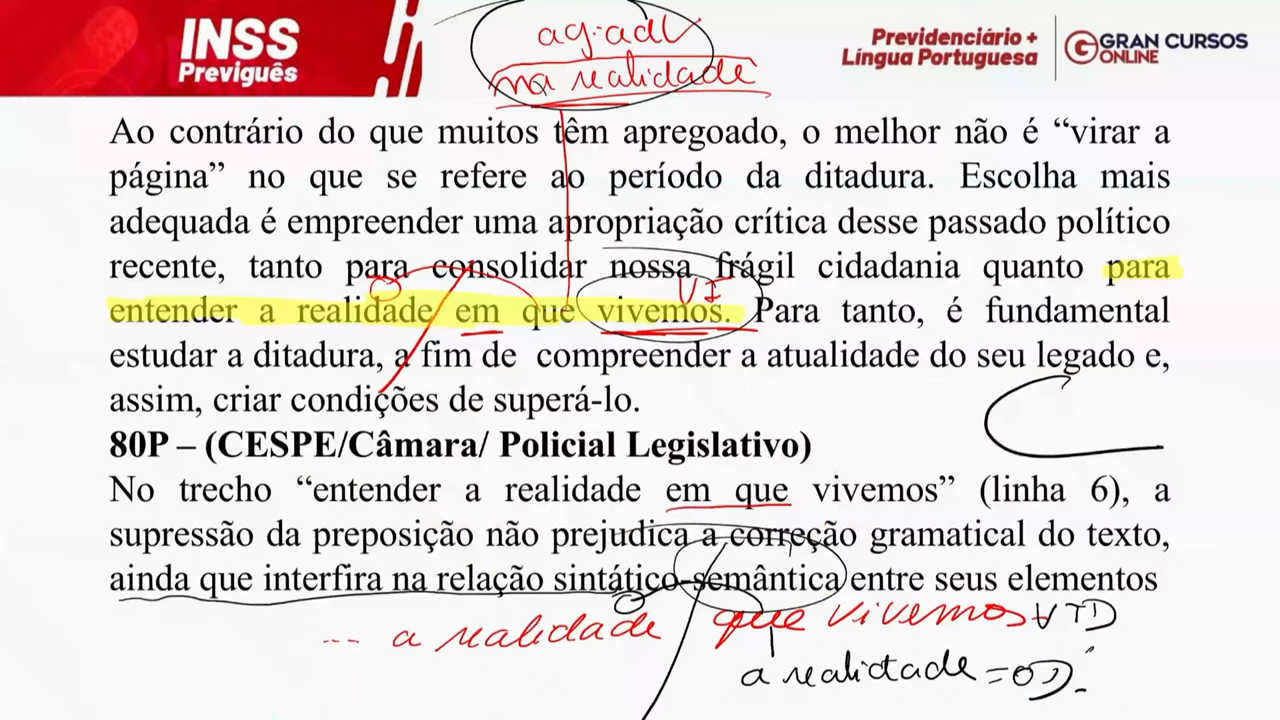 INSS
Previguês
ag. adv
na realidade
Previdenciário +
Língua Portuguesa
GRAN CURSOS
ONLINE
Ao contrário do que muitos têm apregoado, o melhor não é “virar a
página” no que se refere ao período da ditadura. Escolha mais
adequada é empreender uma apropriação crítica desse passado político
recente, tanto para consolidar nossa frágil cidadania quanto para
VI
entender a realidade em que vivemos. Para tanto, é fundamental
estudar a ditadura, a fim de compreender a atualidade do seu legado e,
assim, criar condições de superá-lo.
80P – (CESPE/Câmara/ Policial Legislativo)
No trecho “entender a realidade em que vivemos” (linha 6), a
supressão da preposição não prejudica a correção gramatical do texto,
ainda que interfira na relação sintático-semântica entre seus elementos
... a realidade que vivemos VTD
a realidade = OD.